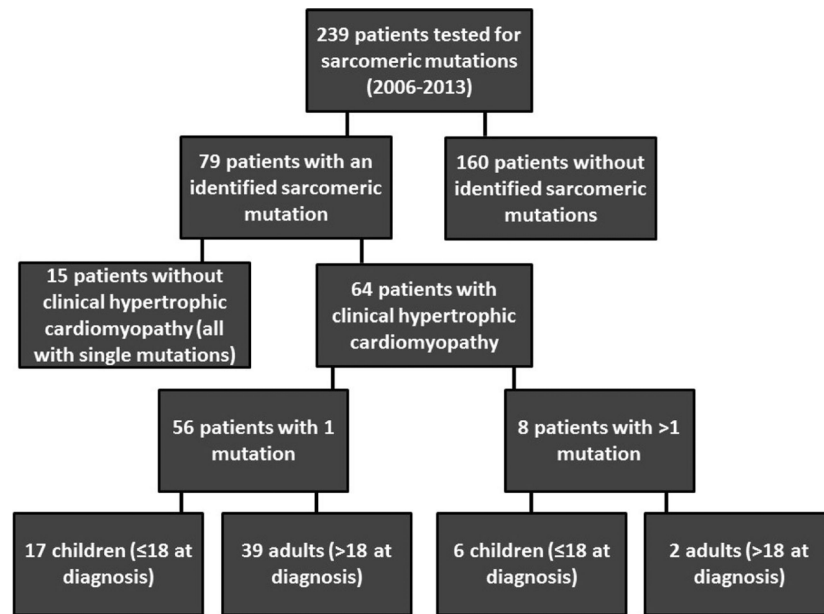 239 patients tested for
sarcomeric mutations
(2006-2013)
79 patients with an
identified sarcomeric
mutation
160 patients without
identified sarcomeric
mutations
15 patients without
clinical hypertrophic
cardiomyopathy (all
with single mutations)
64 patients with
clinical hypertrophic
cardiomyopathy
56 patients with 1
mutation
8 patients with >1
mutation
17 children (≤18 at
diagnosis)
39 adults (>18 at
diagnosis)
6 children (≤18 at
diagnosis)
2 adults (>18 at
diagnosis)